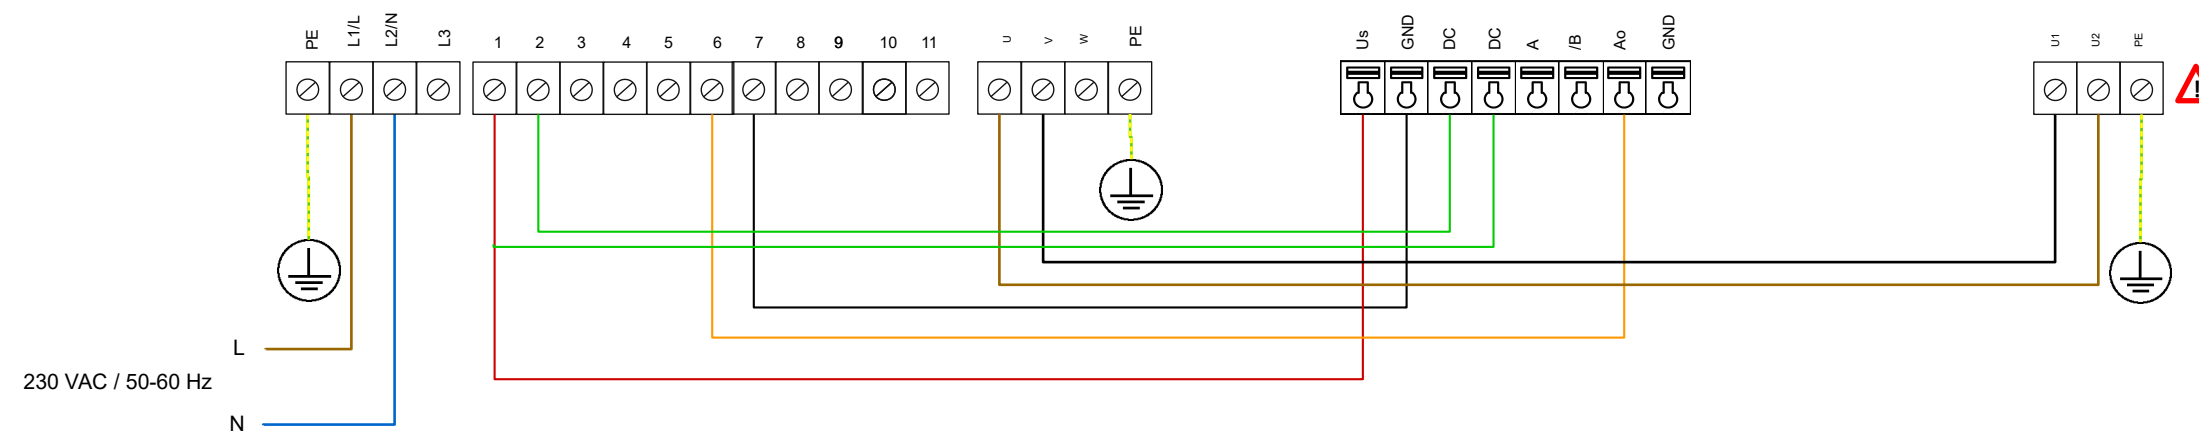 PE L1/L L2/N L3 1 2 3 4 5 6 7 8 9 10 11 U V W PE Us GND DC DC A /B Ao GND U1 U2 PE
!
L
230 VAC / 50-60 Hz
N